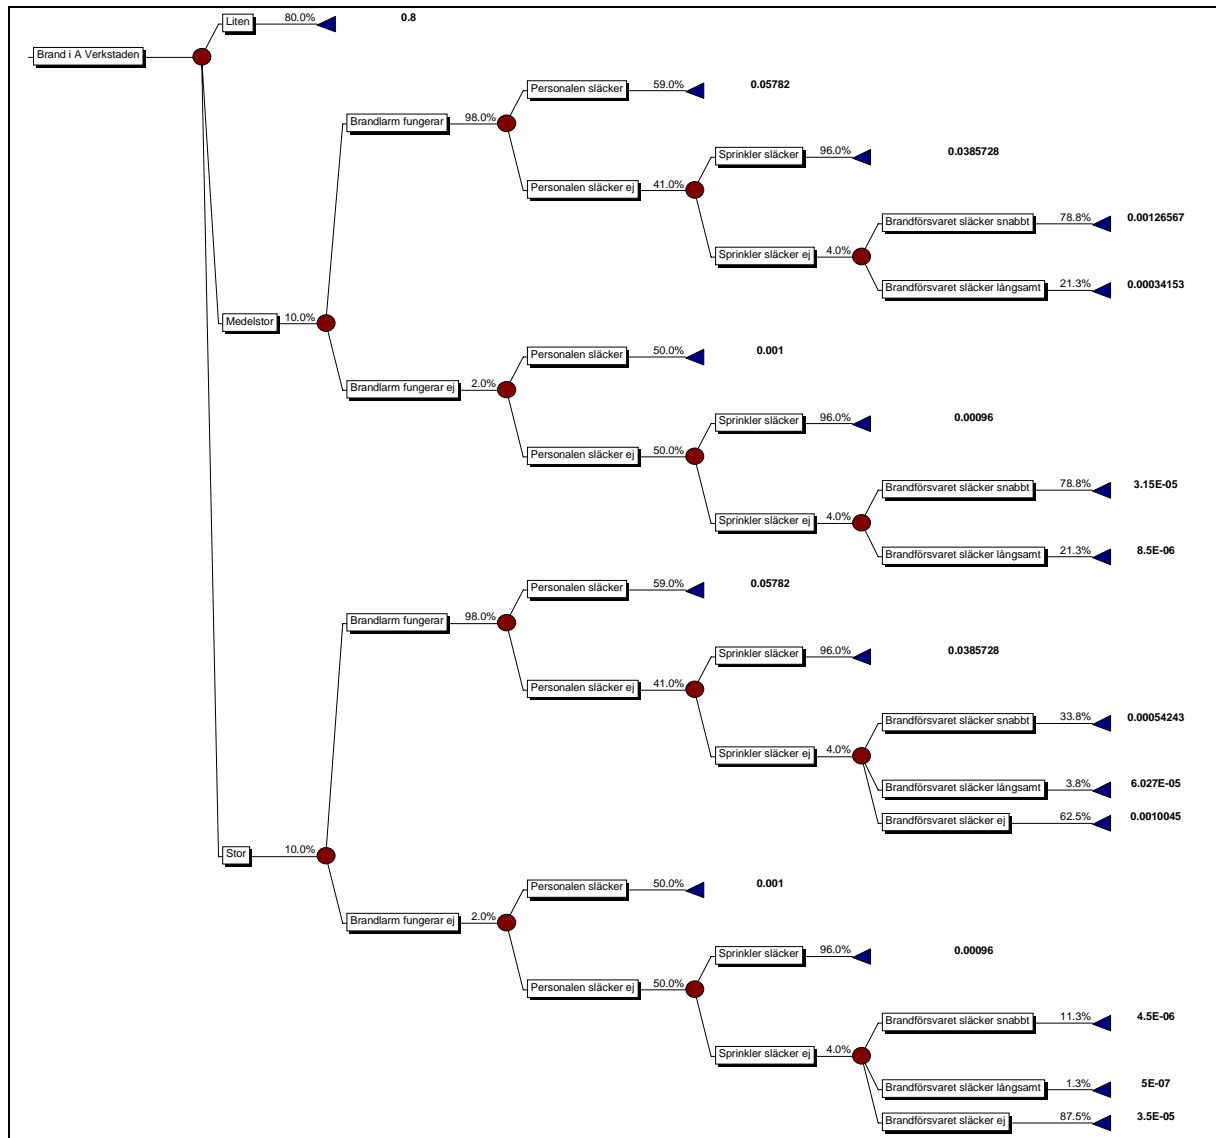 Liten 80.0% 0.8
Brand i A Verkstaden
Personalen släcker 59.0% 0.05782
Brandlarm fungerar 98.0%
Sprinkler släcker 96.0% 0.0385728
Personalen släcker ej 41.0%
Brandförsvaret släcker snabbt 78.8% 0.00126567
Sprinkler släcker ej 4.0%
Brandförsvaret släcker långsamt 21.3% 0.00034153
Medelstor 10.0%
Personalen släcker 50.0% 0.001
Brandlarm fungerar ej 2.0%
Sprinkler släcker 96.0% 0.00096
Personalen släcker ej 50.0%
Brandförsvaret släcker snabbt 78.8% 3.15E-05
Sprinkler släcker ej 4.0%
Brandförsvaret släcker långsamt 21.3% 8.5E-06
Personalen släcker 59.0% 0.05782
Brandlarm fungerar 98.0%
Sprinkler släcker 96.0% 0.0385728
Personalen släcker ej 41.0%
Brandförsvaret släcker snabbt 33.8% 0.00054243
Sprinkler släcker ej 4.0%
Brandförsvaret släcker långsamt 3.8% 6.027E-05
Brandförsvaret släcker ej 62.5% 0.0010045
Stor 10.0%
Personalen släcker 50.0% 0.001
Brandlarm fungerar ej 2.0%
Sprinkler släcker 96.0% 0.00096
Personalen släcker ej 50.0%
Brandförsvaret släcker snabbt 11.3% 4.5E-06
Sprinkler släcker ej 4.0%
Brandförsvaret släcker långsamt 1.3% 5E-07
Brandförsvaret släcker ej 87.5% 3.5E-05